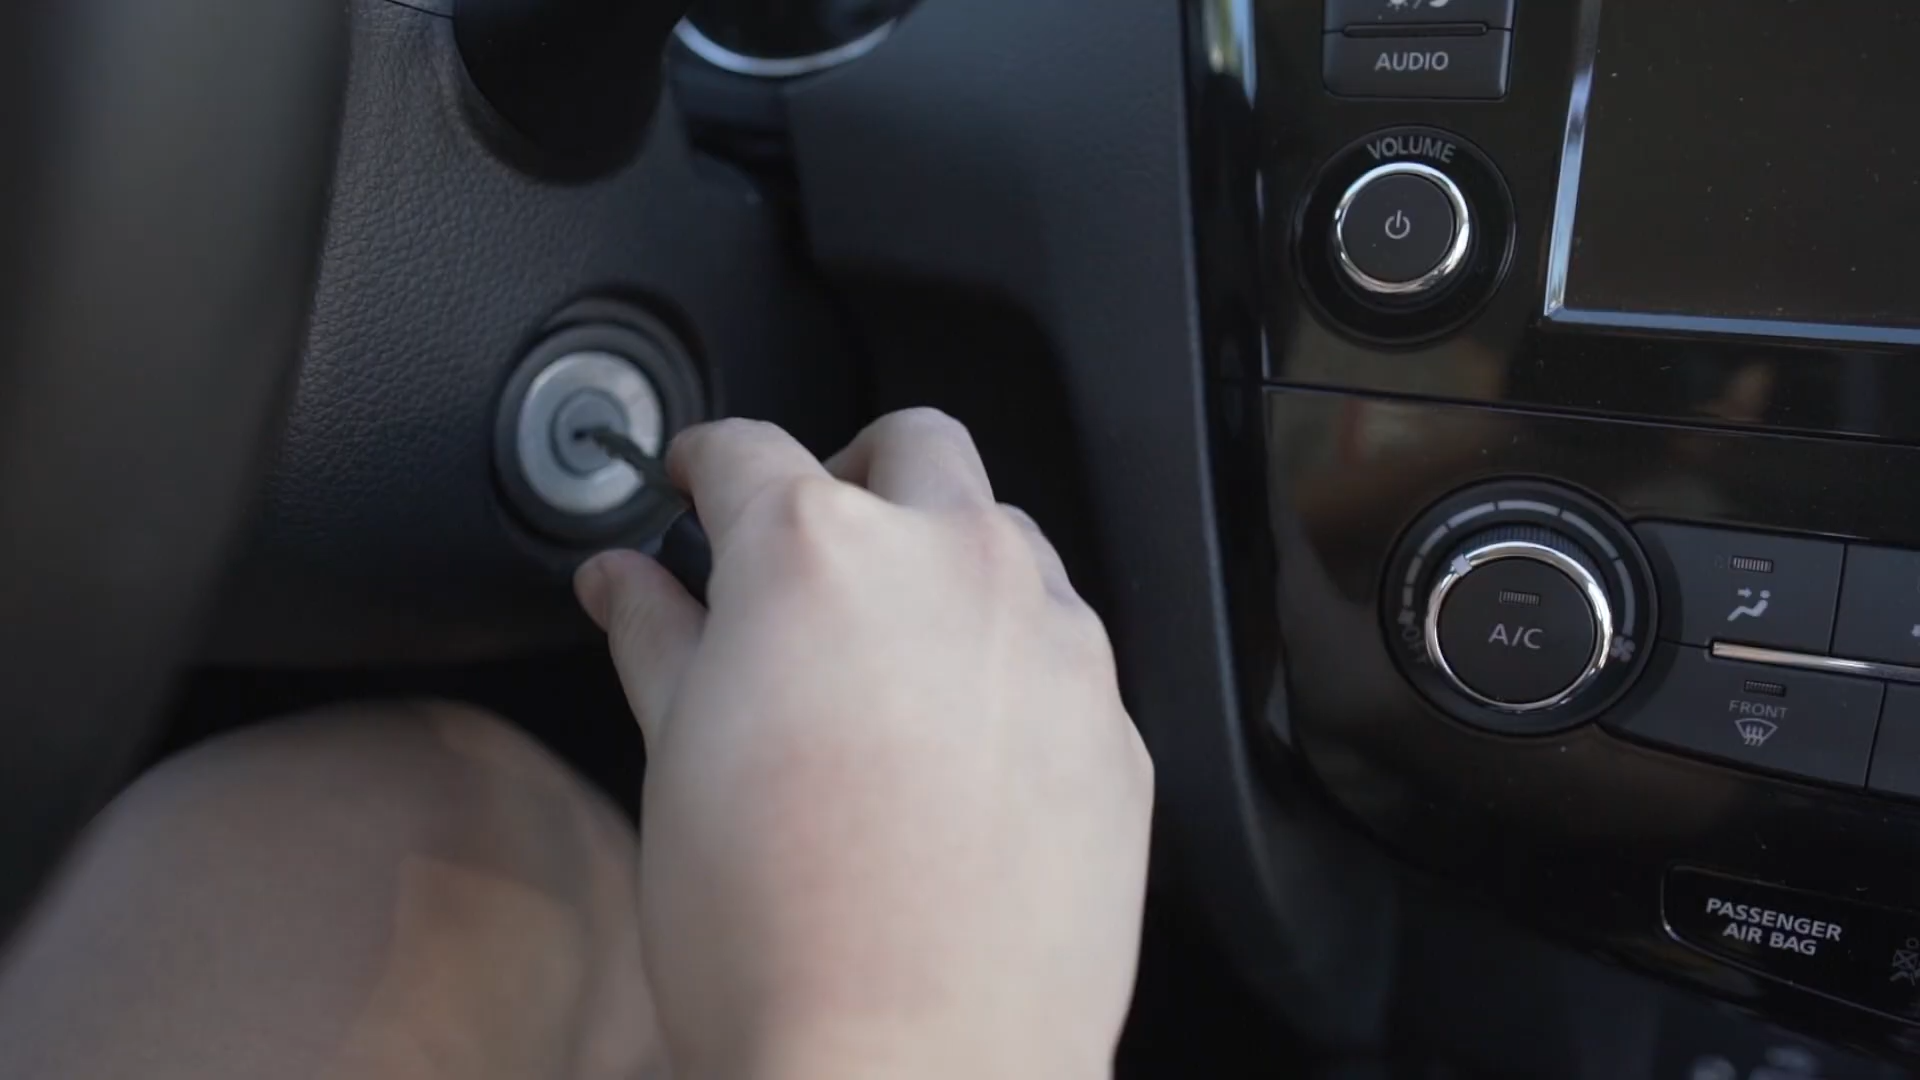 AUDIO
VOLUME
A/C
FRONT
PASSENGER
AIR BAG